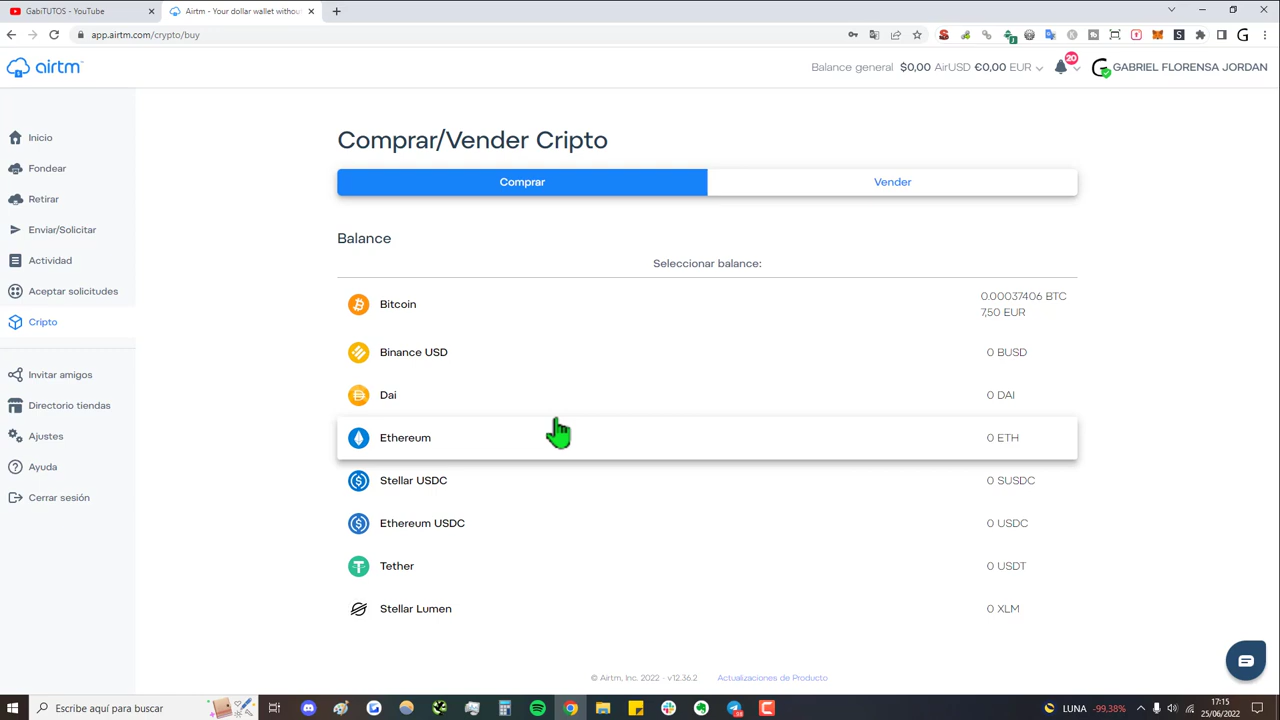 GabiTUTOS - YouTube
Airtm - Your dollar wallet withou
app.airtm.com/crypto/buy
airtm
Balance general $0,00 AirUSD €0,00 EUR
20
GABRIEL FLORENSA JORDAN
Inicio
Fondear
Retirar
Enviar/Solicitar
Actividad
Aceptar solicitudes
Cripto
Invitar amigos
Directorio tiendas
Ajustes
Ayuda
Cerrar sesión
Comprar/Vender Cripto
Comprar
Vender
Balance
Seleccionar balance:
Bitcoin
0.00037406 BTC
7,50 EUR
Binance USD
0 BUSD
Dai
0 DAI
Ethereum
0 ETH
Stellar USDC
0 SUSDC
Ethereum USDC
0 USDC
Tether
0 USDT
Stellar Lumen
0 XLM
© Airtm, Inc. 2022 - v12.36.2
Actualizaciones de Producto
Escribe aquí para buscar
LUNA -99,38%
17:15
25/06/2022